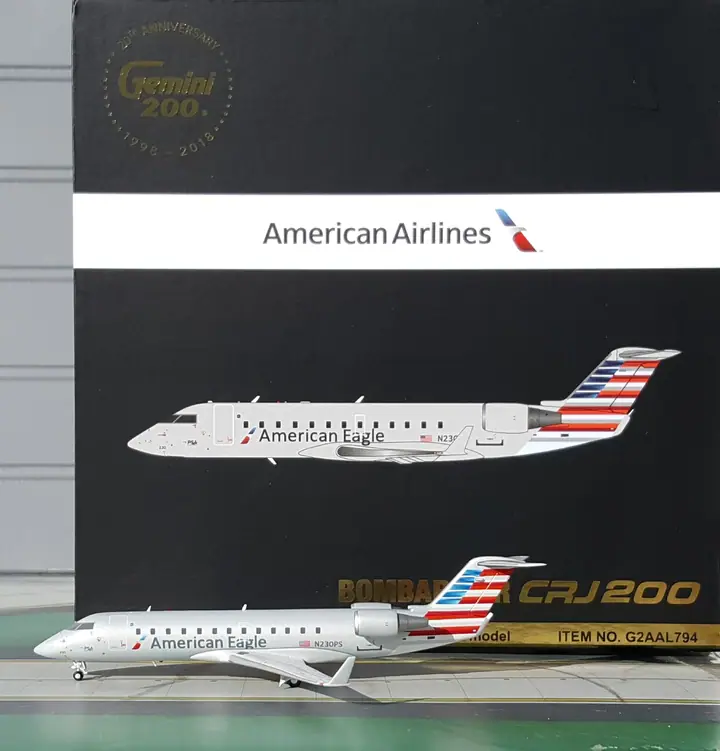 20TH ANNIVERSARY
Gemini
200
1998 - 2018
American Airlines
PSA
American Eagle
BOMBA
CRJ200
model
ITEM NO. G2AAL794
PSA
American Eagle
N230PS